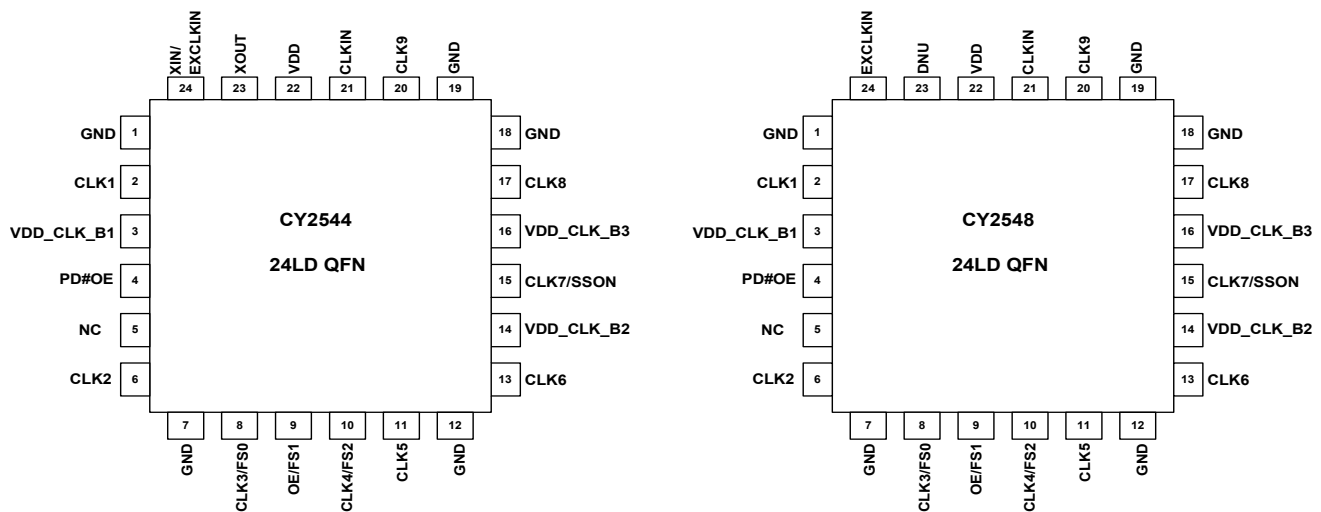 XIN/
EXCLKIN
XOUT
VDD
CLKIN
CLK9
GND
24
23
22
21
20
19
GND 1
CLK1 2
VDD_CLK_B1 3
PD#OE 4
NC 5
CLK2 6
CY2544
24LD QFN
18 GND
17 CLK8
16 VDD_CLK_B3
15 CLK7/SSON
14 VDD_CLK_B2
13 CLK6
7
8
9
10
11
12
GND
CLK3/FS0
OE/FS1
CLK4/FS2
CLK5
GND
EXCLKIN
DNU
VDD
CLKIN
CLK9
GND
24
23
22
21
20
19
GND 1
CLK1 2
VDD_CLK_B1 3
PD#OE 4
NC 5
CLK2 6
CY2548
24LD QFN
18 GND
17 CLK8
16 VDD_CLK_B3
15 CLK7/SSON
14 VDD_CLK_B2
13 CLK6
7
8
9
10
11
12
GND
CLK3/FS0
OE/FS1
CLK4/FS2
CLK5
GND